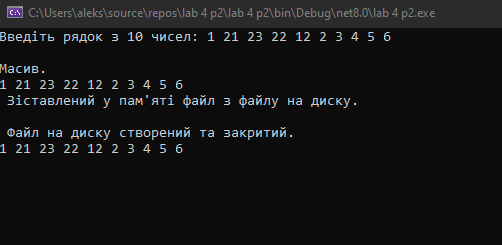 C:\Users\aleks\source\repos\lab 4 p2\lab 4 p2\bin\Debug\net8.0\lab 4 p2.exe
Введіть рядок з 10 чисел: 1 21 23 22 12 2 3 4 5 6
Масив.
1 21 23 22 12 2 3 4 5 6
Зіставлений у пам'яті файл з файлу на диску.
Файл на диску створений та закритий.
1 21 23 22 12 2 3 4 5 6